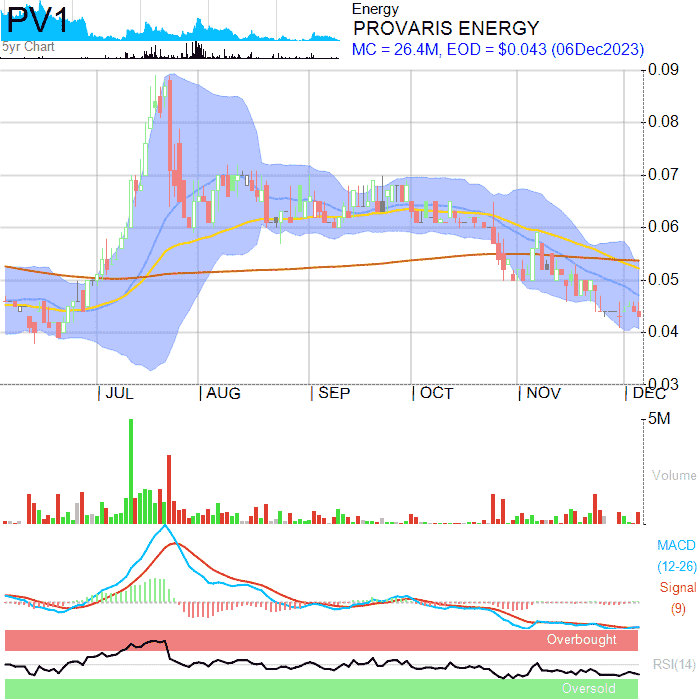 PV1
5yr Chart
Energy
PROVARIS ENERGY
MC = 26.4M, EOD = $0.043 (06Dec2023)
0.09
0.08
0.07
0.06
0.05
0.04
0.03
JUL
AUG
SEP
OCT
NOV
DEC
5M
Volume
MACD
(12-26)
Signal
(9)
Overbought
RSI(14)
Oversold